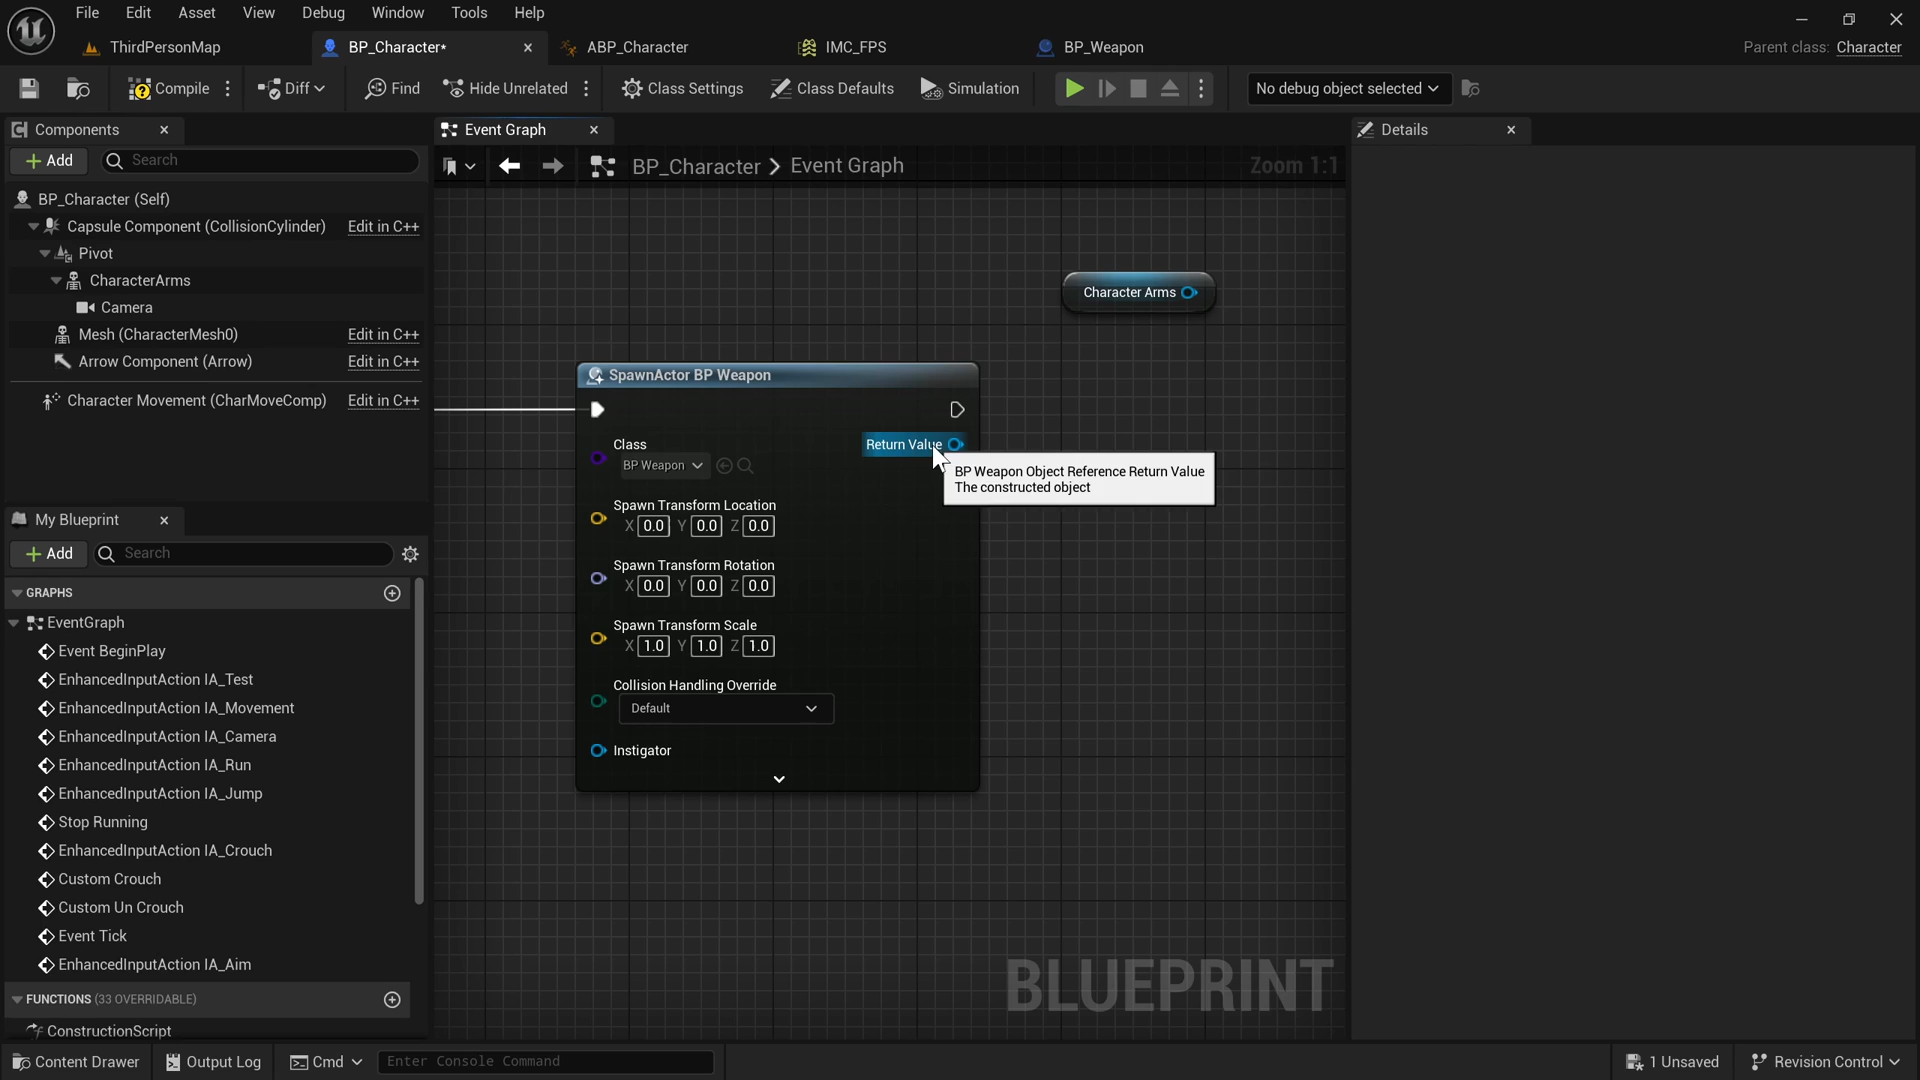 File Edit Asset View Debug Window Tools Help
ThirdPersonMap BP_Character* ABP_Character IMC_FPS BP_Weapon Parent class: Character
Compile Diff Find Hide Unrelated Class Settings Class Defaults Simulation No debug object selected
Components Event Graph Details
Add Search BP_Character > Event Graph Zoom 1:1
BP_Character (Self)
Capsule Component (CollisionCylinder) Edit in C++
Pivot
CharacterArms
Camera
Mesh (CharacterMesh0) Edit in C++
Arrow Component (Arrow) Edit in C++
Character Movement (CharMoveComp) Edit in C++
Character Arms
SpawnActor BP Weapon
Class Return Value
BP Weapon
BP Weapon Object Reference Return Value
The constructed object
Spawn Transform Location
X 0.0 Y 0.0 Z 0.0
Spawn Transform Rotation
X 0.0 Y 0.0 Z 0.0
Spawn Transform Scale
X 1.0 Y 1.0 Z 1.0
Collision Handling Override
Default
Instigator
My Blueprint
Add Search
GRAPHS
EventGraph
Event BeginPlay
EnhancedInputAction IA_Test
EnhancedInputAction IA_Movement
EnhancedInputAction IA_Camera
EnhancedInputAction IA_Run
EnhancedInputAction IA_Jump
Stop Running
EnhancedInputAction IA_Crouch
Custom Crouch
Custom Un Crouch
Event Tick
EnhancedInputAction IA_Aim
FUNCTIONS (33 OVERRIDABLE)
ConstructionScript
BLUEPRINT
Content Drawer Output Log Cmd Enter Console Command 1 Unsaved Revision Control